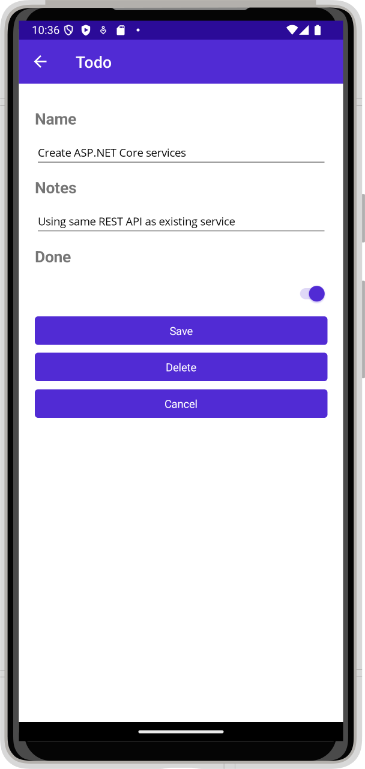 10:36
Todo
Name
Create ASP.NET Core services
Notes
Using same REST API as existing service
Done
Save
Delete
Cancel